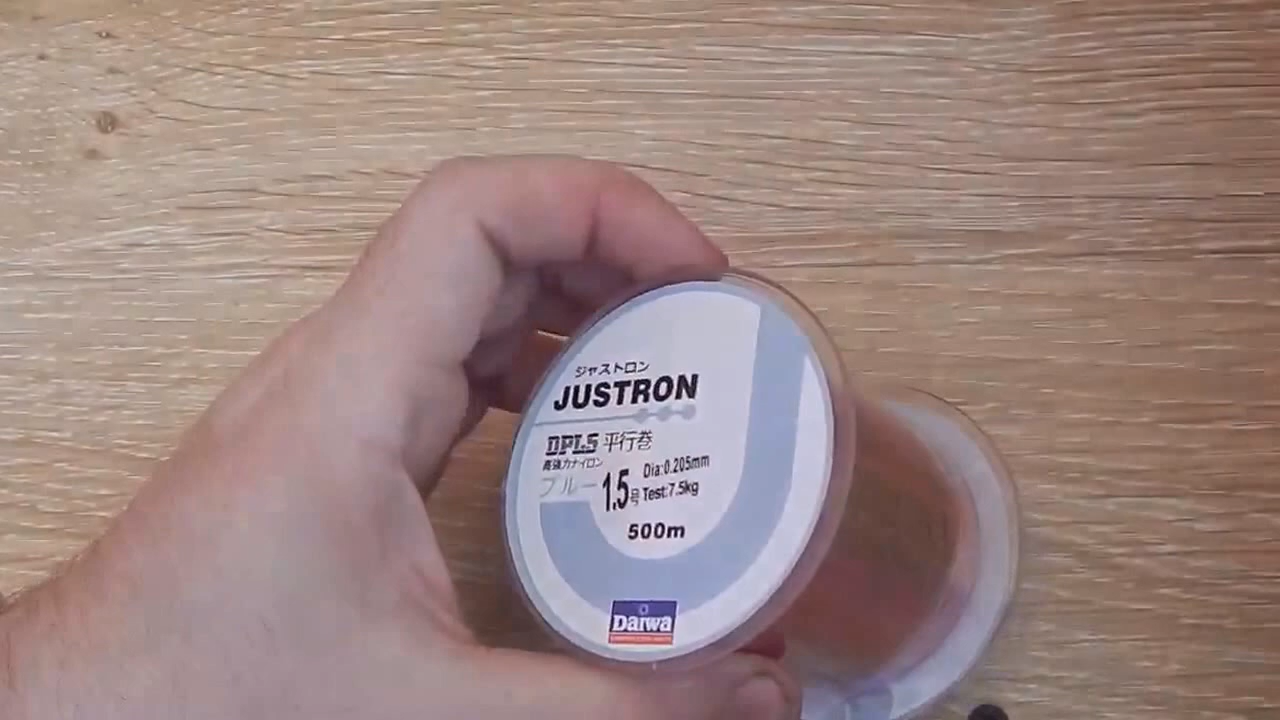 ジャストロン
JUSTRON
DPLS 平行巻
高強力ナイロン
ブルー 1.5号 Dia:0.205mm
Test:7.5kg
500m
Daiwa